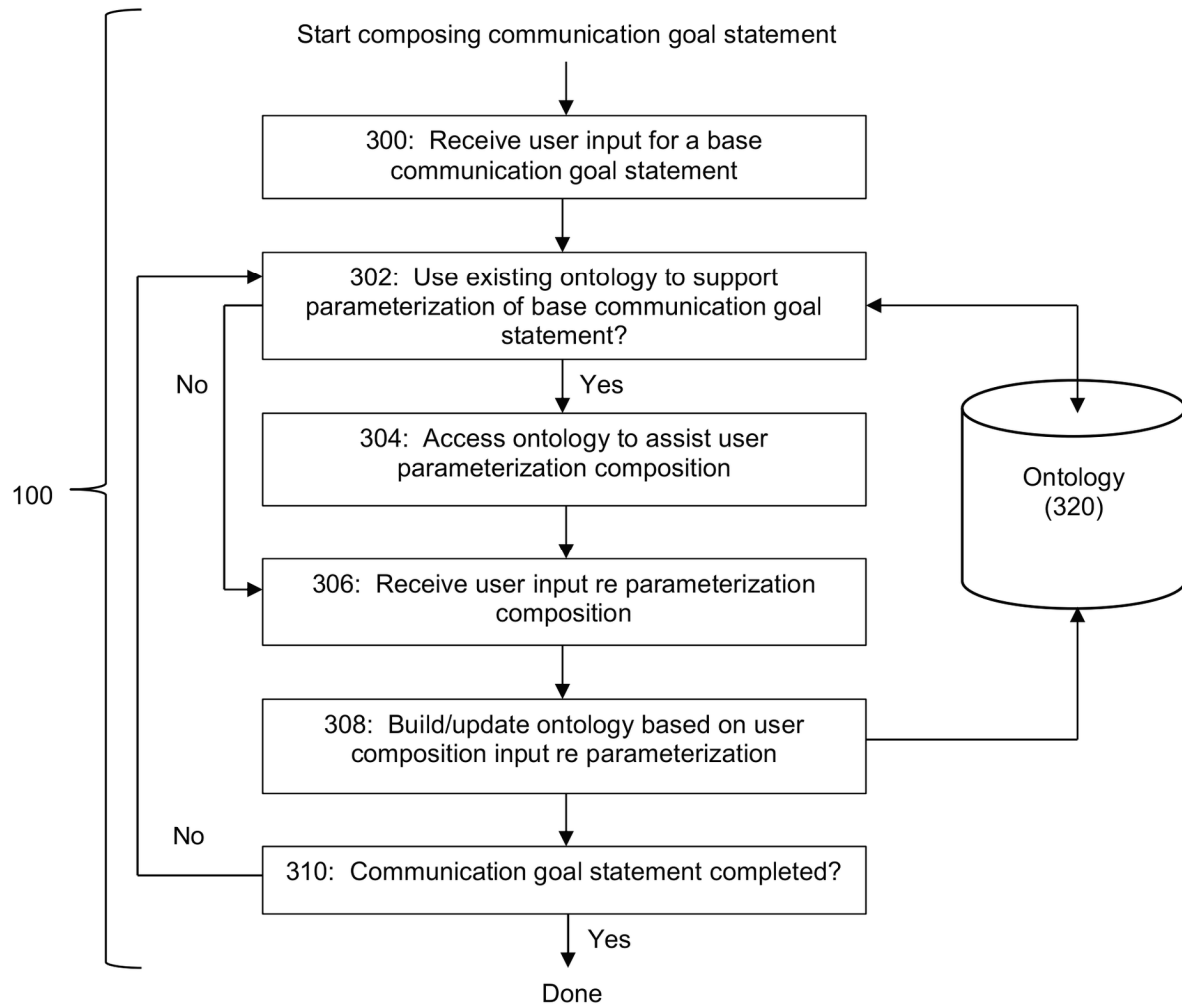 Start composing communication goal statement
300: Receive user input for a base
communication goal statement
302: Use existing ontology to support
parameterization of base communication goal
statement?
No
Yes
304: Access ontology to assist user
parameterization composition
Ontology
(320)
100
306: Receive user input re parameterization
composition
308: Build/update ontology based on user
composition input re parameterization
No
310: Communication goal statement completed?
Yes
Done